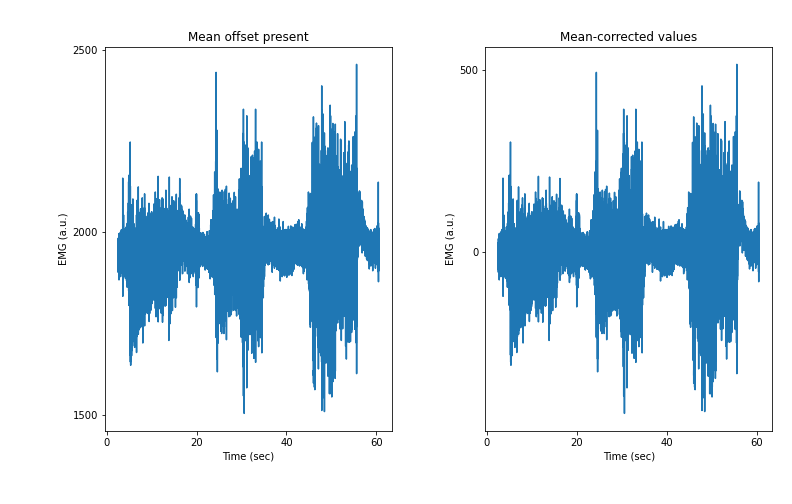 Mean offset present
2500
2000
1500
EMG (a.u.)
0
20
40
60
Time (sec)
Mean-corrected values
500
0
EMG (a.u.)
0
20
40
60
Time (sec)